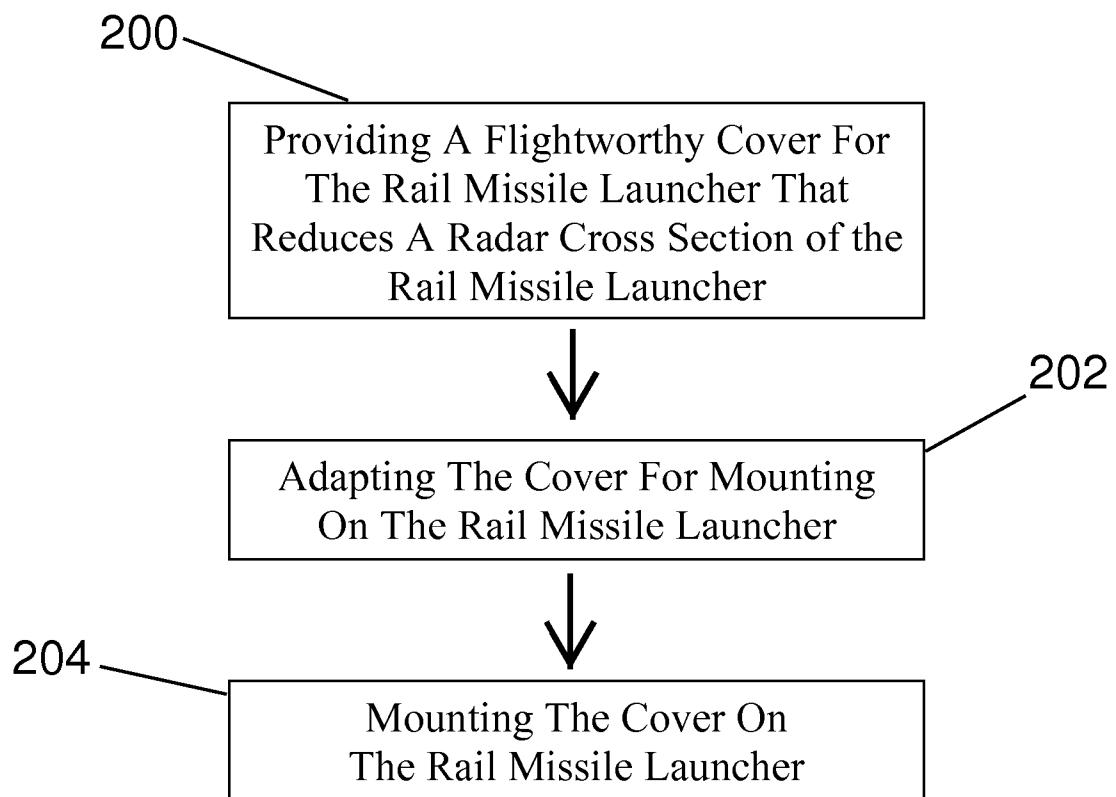 200
Providing A Flightworthy Cover For
The Rail Missile Launcher That
Reduces A Radar Cross Section of the
Rail Missile Launcher
202
Adapting The Cover For Mounting
On The Rail Missile Launcher
204
Mounting The Cover On
The Rail Missile Launcher